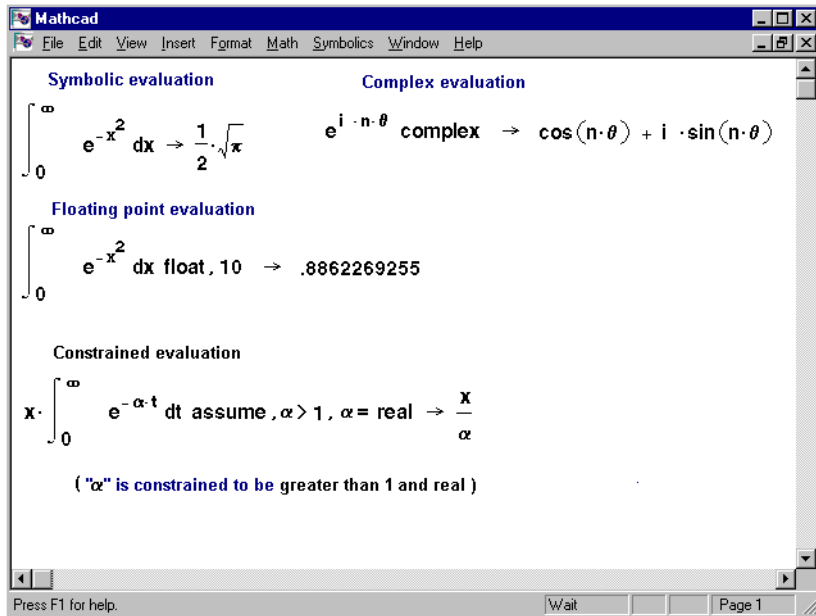 Mathcad
File Edit View Insert Format Math Symbolics Window Help
Symbolic evaluation
Complex evaluation
∫₀^∞ e^(-x²) dx → 1/2·√π
e^(i·n·θ) complex → cos(n·θ) + i·sin(n·θ)
Floating point evaluation
∫₀^∞ e^(-x²) dx float, 10 → .8862269255
Constrained evaluation
x·∫₀^∞ e^(-α·t) dt assume, α > 1, α = real → x/α
( "α" is constrained to be greater than 1 and real )
Press F1 for help. Wait Page 1